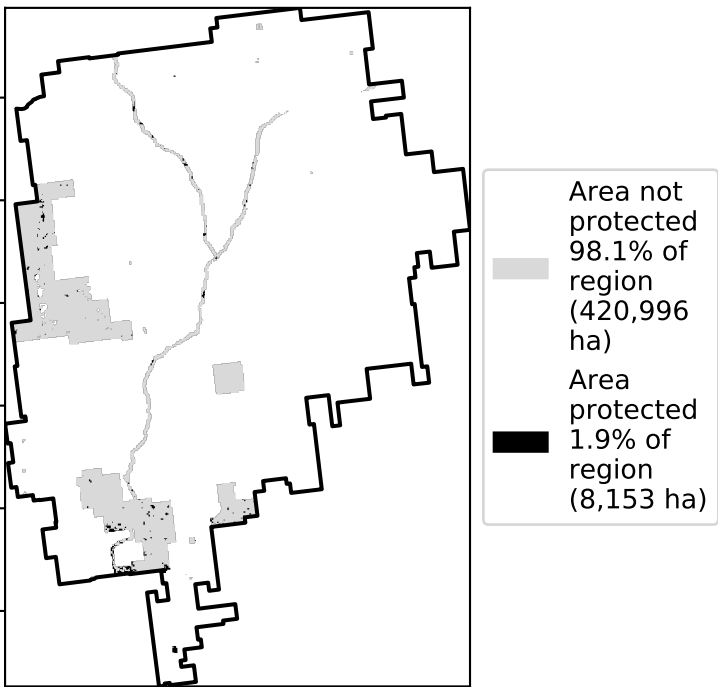 Area not
protected
98.1% of
region
(420,996
ha)
Area
protected
1.9% of
region
(8,153 ha)